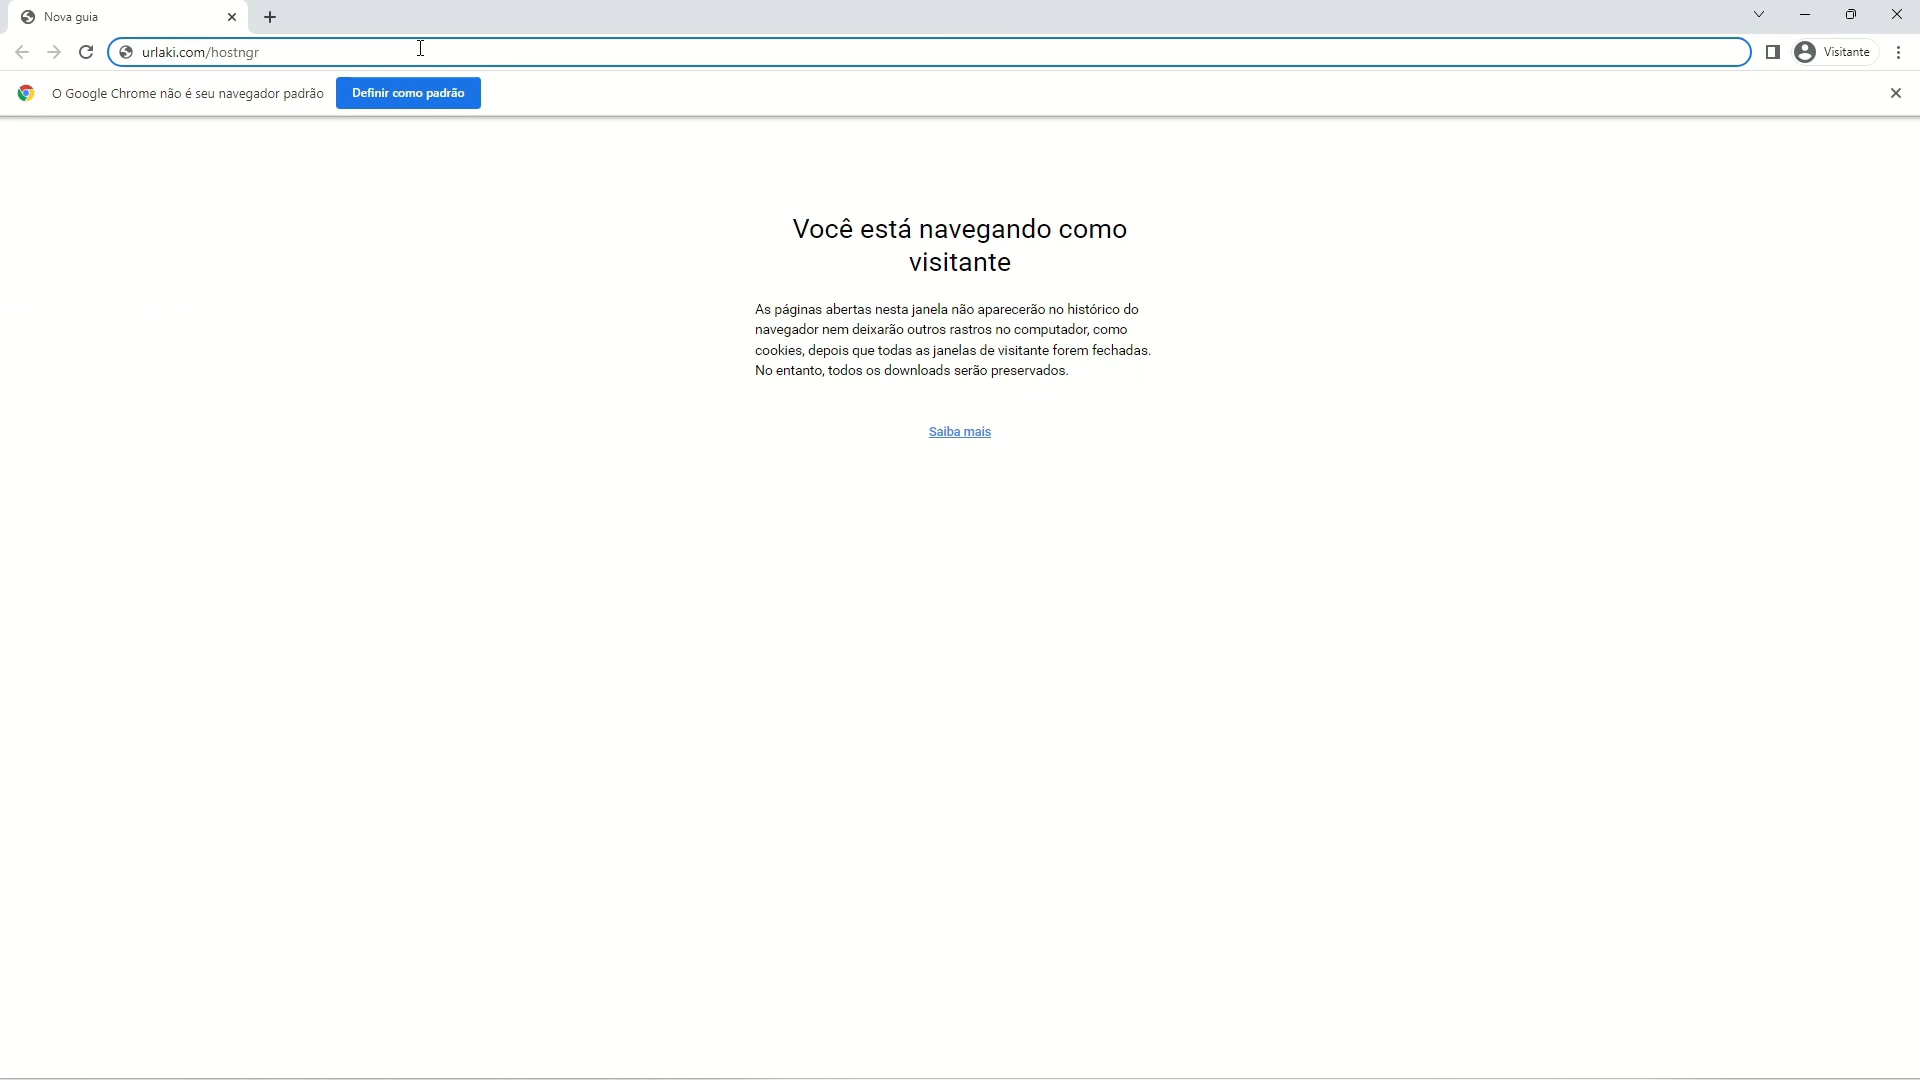 Nova guia
urlaki.com/hostngr
Visitante
O Google Chrome não é seu navegador padrão
Definir como padrão
Você está navegando como
visitante
As páginas abertas nesta janela não aparecerão no histórico do
navegador nem deixarão outros rastros no computador, como
cookies, depois que todas as janelas de visitante forem fechadas.
No entanto, todos os downloads serão preservados.
Saiba mais